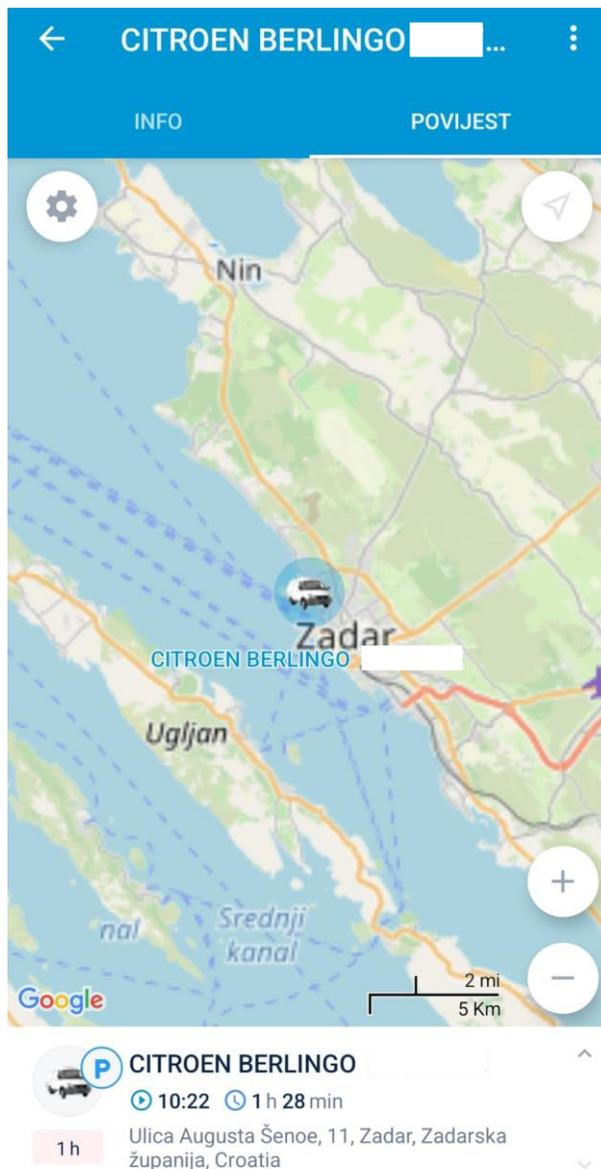 CITROEN BERLINGO ...
INFO
POVIJEST
Nin
Zadar
CITROEN BERLINGO
Ugljan
nal
Srednji
kanal
2 mi
5 Km
Google
P
CITROEN BERLINGO
10:22 1 h 28 min
1 h
Ulica Augusta Šenoe, 11, Zadar, Zadarska
županija, Croatia